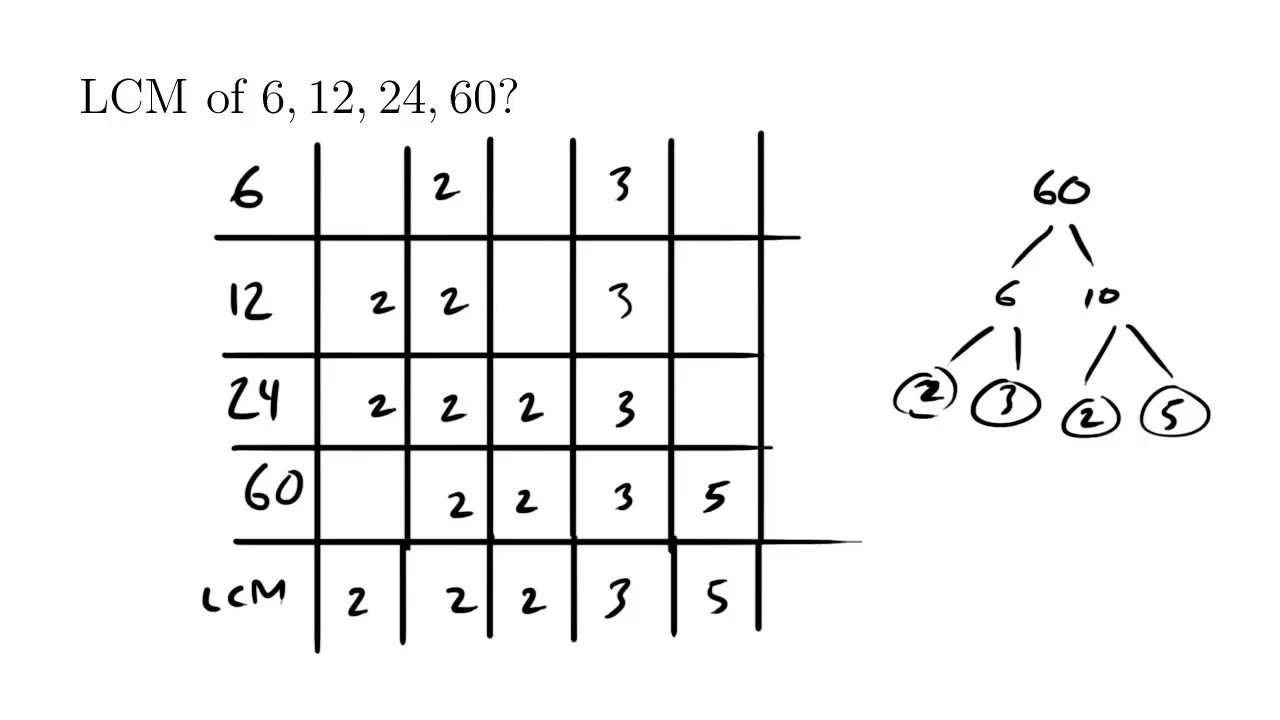 LCM of 6, 12, 24, 60?
6 2 3
12 2 2 3
24 2 2 2 3
60 2 2 3 5
LCM 2 2 2 3 5
60
6 10
2 3 2 5